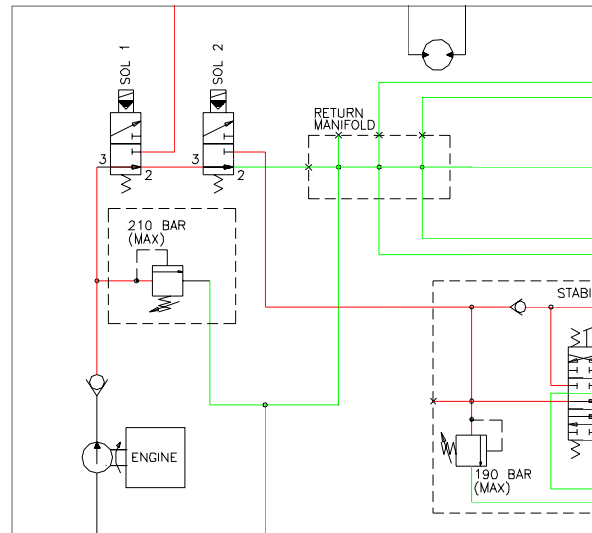 SOL 1
SOL 2
RETURN
MANIFOLD
3
2
3
2
210 BAR
(MAX)
STABI
ENGINE
190 BAR
(MAX)